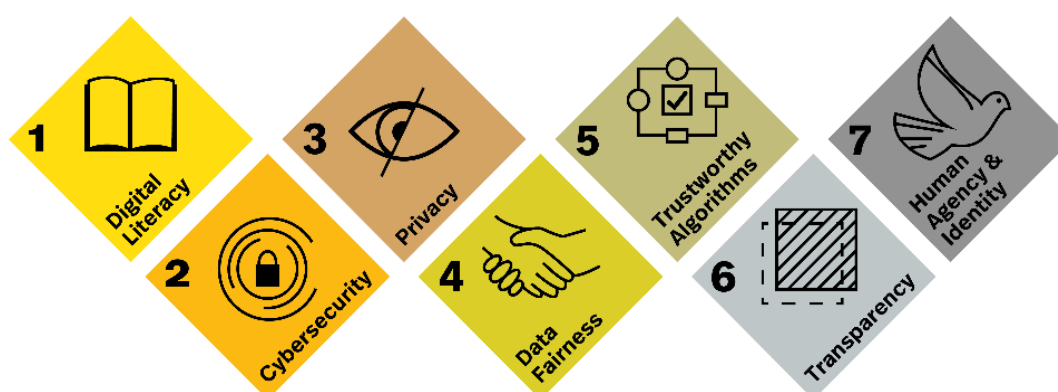 1
Digital
Literacy
2
Cybersecurity
3
Privacy
4
Data
Fairness
5
Trustworthy
Algorithms
6
Transparency
7
Human
Agency &
Identity